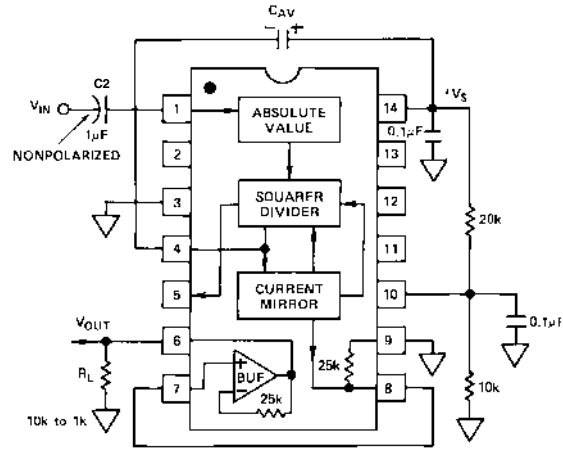 CAV
− +
C2
VIN
1µF
NONPOLARIZED
1
2
3
4
5
6
7
ABSOLUTE
VALUE
SQUARER
DIVIDER
CURRENT
MIRROR
+
BUF
−
25k
25k
14
13
12
11
10
9
8
+VS
0.1µF
20k
0.1µF
10k
VOUT
RL
10k to 1k